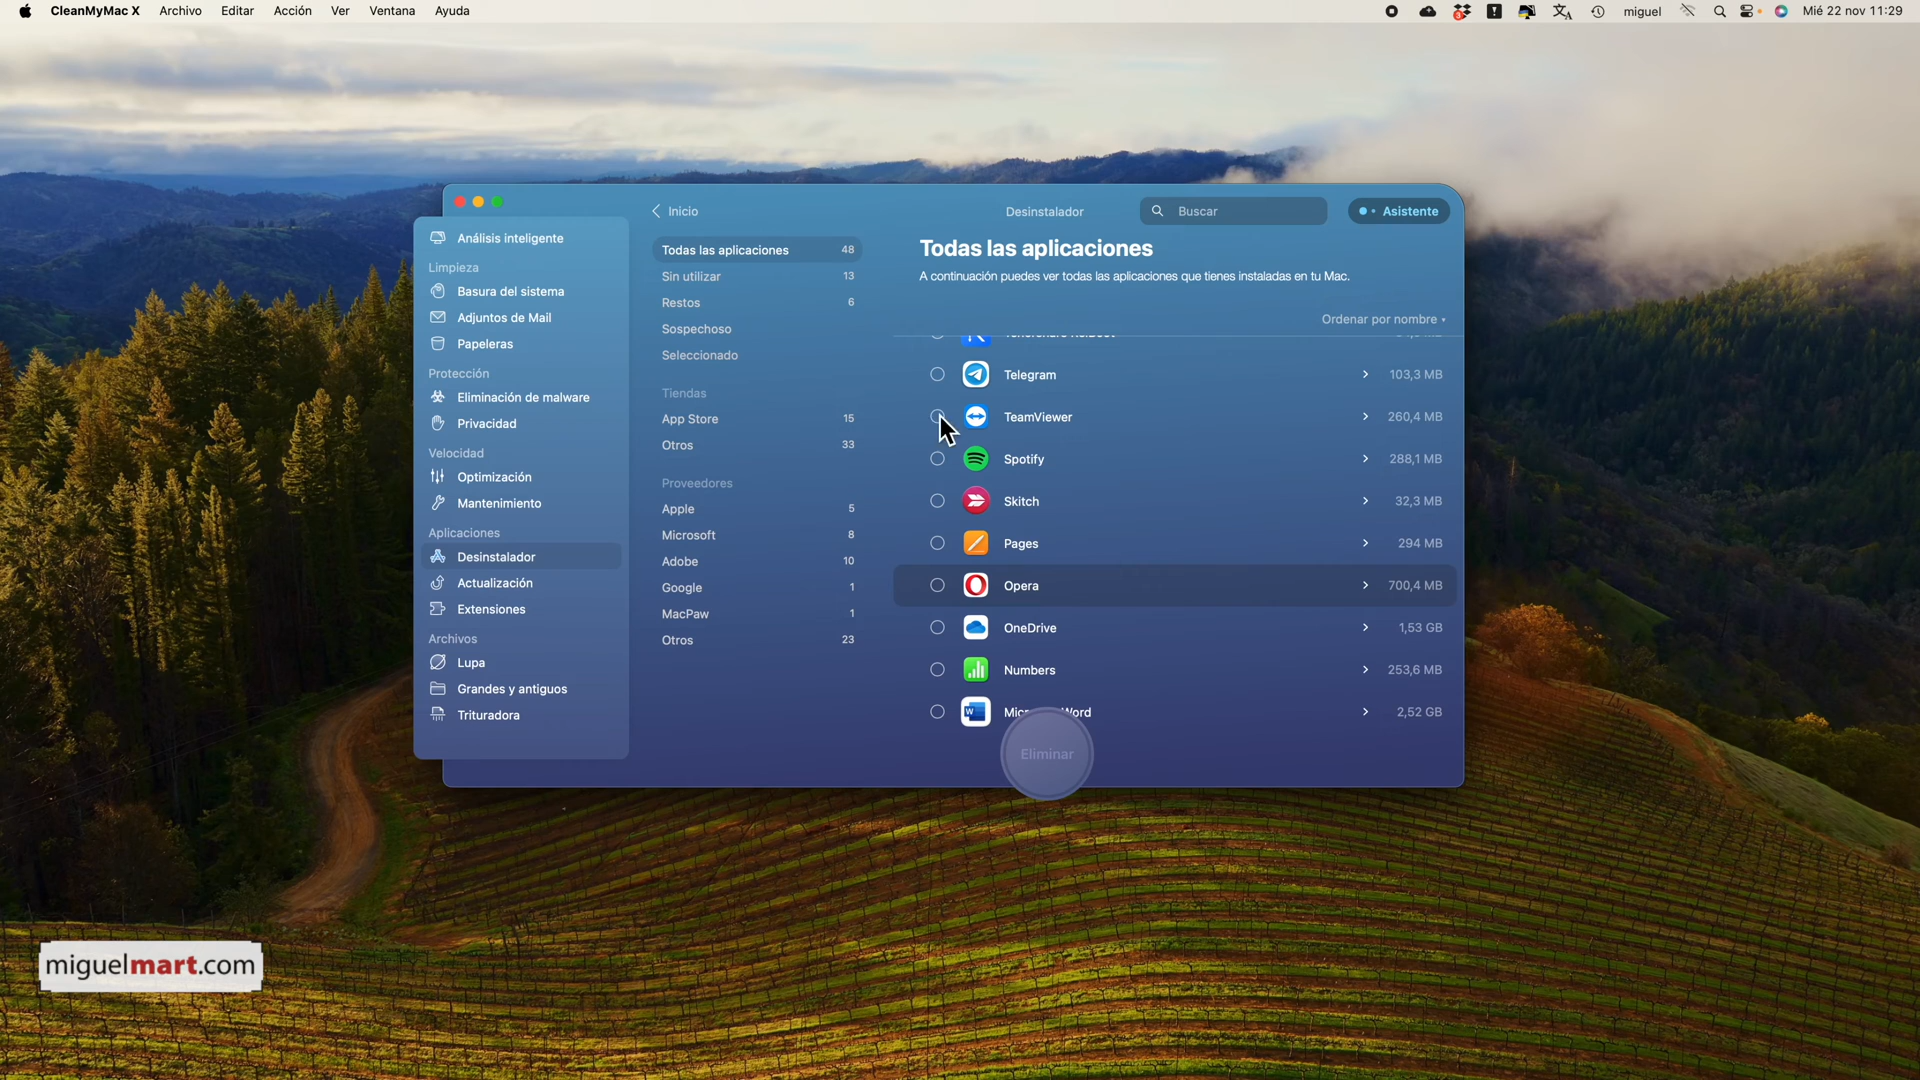 CleanMyMac X Archivo Editar Acción Ver Ventana Ayuda
miguel Mié 22 nov 11:29
Inicio
Desinstalador
Buscar
Asistente
Análisis inteligente
Limpieza
Basura del sistema
Adjuntos de Mail
Papeleras
Protección
Eliminación de malware
Privacidad
Velocidad
Optimización
Mantenimiento
Aplicaciones
Desinstalador
Actualización
Extensiones
Archivos
Lupa
Grandes y antiguos
Trituradora
Todas las aplicaciones 48
Sin utilizar 13
Restos 6
Sospechoso
Seleccionado
Tiendas
App Store 15
Otros 33
Proveedores
Apple 5
Microsoft 8
Adobe 10
Google 1
MacPaw 1
Otros 23
Todas las aplicaciones
A continuación puedes ver todas las aplicaciones que tienes instaladas en tu Mac.
Ordenar por nombre
Telegram 103,3 MB
TeamViewer 260,4 MB
Spotify 288,1 MB
Skitch 32,3 MB
Pages 294 MB
Opera 700,4 MB
OneDrive 1,53 GB
Numbers 253,6 MB
Word 2,52 GB
Eliminar
miguelmart.com